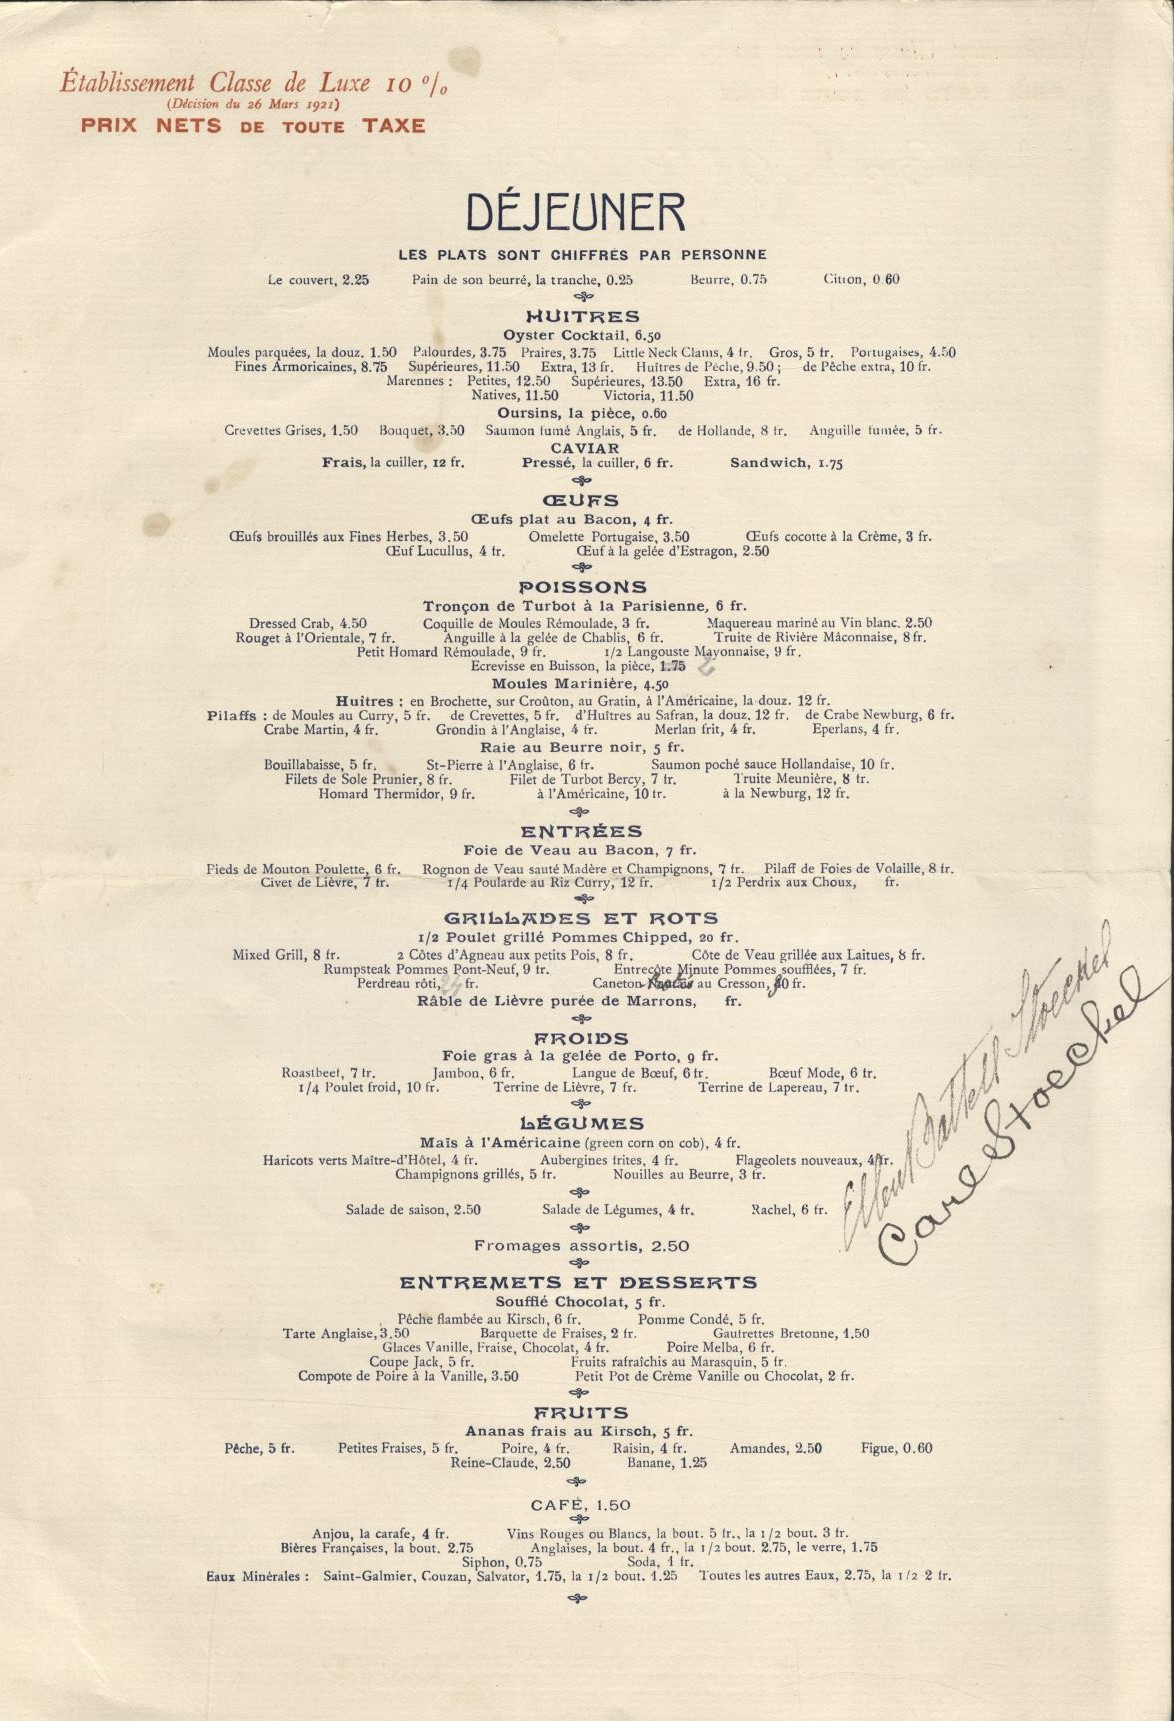 Établissement Classe de Luxe 10 %
(Décision du 26 Mars 1921)
PRIX NETS DE TOUTE TAXE
DÉJEUNER
LES PLATS SONT CHIFFRÉS PAR PERSONNE
Le couvert, 2.25 Pain de son beurré, la tranche, 0.25 Beurre, 0.75 Citron, 0.60
HUITRES
Oyster Cocktail, 6.50
Moules parquées, la douz. 1.50 Palourdes, 3.75 Praires, 3.75 Little Neck Clams, 4 fr. Gros, 5 fr. Portugaises, 4.50
Fines Armoricaines, 8.75 Supérieures, 11.50 Extra, 13 fr. Huîtres de Pêche, 9.50 ; de Pêche extra, 10 fr.
Marennes : Petites, 12.50 Supérieures, 13.50 Extra, 16 fr.
Natives, 11.50 Victoria, 11.50
Oursins, la pièce, 0.60
Crevettes Grises, 1.50 Bouquet, 3.50 Saumon fumé Anglais, 5 fr. de Hollande, 8 fr. Anguille fumée, 5 fr.
CAVIAR
Frais, la cuiller, 12 fr. Pressé, la cuiller, 6 fr. Sandwich, 1.75
ŒUFS
Œufs plat au Bacon, 4 fr.
Œufs brouillés aux Fines Herbes, 3.50 Omelette Portugaise, 3.50 Œufs cocotte à la Crème, 3 fr.
Œuf Lucullus, 4 fr. Œuf à la gelée d'Estragon, 2.50
POISSONS
Tronçon de Turbot à la Parisienne, 6 fr.
Dressed Crab, 4.50 Coquille de Moules Rémoulade, 3 fr. Maquereau mariné au Vin blanc. 2.50
Rouget à l'Orientale, 7 fr. Anguille à la gelée de Chablis, 6 fr. Truite de Rivière Mâconnaise, 8 fr.
Petit Homard Rémoulade, 9 fr. 1/2 Langouste Mayonnaise, 9 fr.
Ecrevisse en Buisson, la pièce, 1.75 2
Moules Marinière, 4.50
Huîtres : en Brochette, sur Croûton, au Gratin, à l'Américaine, la douz. 12 fr.
Pilaffs : de Moules au Curry, 5 fr. de Crevettes, 5 fr. d'Huîtres au Safran, la douz. 12 fr. de Crabe Newburg, 6 fr.
Crabe Martin, 4 fr. Grondin à l'Anglaise, 4 fr. Merlan frit, 4 fr. Eperlans, 4 fr.
Raie au Beurre noir, 5 fr.
Bouillabaisse, 5 fr. St-Pierre à l'Anglaise, 6 fr. Saumon poché sauce Hollandaise, 10 fr.
Filets de Sole Prunier, 8 fr. Filet de Turbot Bercy, 7 fr. Truite Meunière, 8 fr.
Homard Thermidor, 9 fr. à l'Américaine, 10 fr. à la Newburg, 12 fr.
ENTRÉES
Foie de Veau au Bacon, 7 fr.
Pieds de Mouton Poulette, 6 fr. Rognon de Veau sauté Madère et Champignons, 7 fr. Pilaff de Foies de Volaille, 8 fr.
Civet de Lièvre, 7 fr. 1/4 Poularde au Riz Curry, 12 fr. 1/2 Perdrix aux Choux, fr.
GRILLADES ET ROTS
1/2 Poulet grillé Pommes Chipped, 20 fr.
Mixed Grill, 8 fr. 2 Côtes d'Agneau aux petits Pois, 8 fr. Côte de Veau grillée aux Laitues, 8 fr.
Rumpsteak Pommes Pont-Neuf, 9 fr. Entrecôte Minute Pommes soufflées, 7 fr.
Perdreau rôti, 24 fr. Caneton au Cresson, fr.
Râble de Lièvre purée de Marrons, fr.
FROIDS
Foie gras à la gelée de Porto, 9 fr.
Roastbeef, 7 fr. Jambon, 6 fr. Langue de Bœuf, 6 fr. Bœuf Mode, 6 fr.
1/4 Poulet froid, 10 fr. Terrine de Lièvre, 7 fr. Terrine de Lapereau, 7 fr.
LÉGUMES
Maïs à l'Américaine (green corn on cob), 4 fr.
Haricots verts Maître-d'Hôtel, 4 fr. Aubergines frites, 4 fr. Flageolets nouveaux, 4 fr.
Champignons grillés, 5 fr. Nouilles au Beurre, 3 fr.
Salade de saison, 2.50 Salade de Légumes, 4 fr. Rachel, 6 fr.
Fromages assortis, 2.50
ENTREMETS ET DESSERTS
Soufflé Chocolat, 5 fr.
Pêche flambée au Kirsch, 6 fr. Pomme Condé, 5 fr.
Tarte Anglaise, 3.50 Barquette de Fraises, 2 fr. Gaufrettes Bretonne, 1.50
Glaces Vanille, Fraise, Chocolat, 4 fr. Poire Melba, 6 fr.
Coupe Jack, 5 fr. Fruits rafraîchis au Marasquin, 5 fr.
Compote de Poire à la Vanille, 3.50 Petit Pot de Crème Vanille ou Chocolat, 2 fr.
FRUITS
Ananas frais au Kirsch, 5 fr.
Pêche, 5 fr. Petites Fraises, 5 fr. Poire, 4 fr. Raisin, 4 fr. Amandes, 2.50 Figue, 0.60
Reine-Claude, 2.50 Banane, 1.25
CAFÉ, 1.50
Anjou, la carafe, 4 fr. Vins Rouges ou Blancs, la bout. 5 fr., la 1/2 bout. 3 fr.
Bières Françaises, la bout. 2.75 Anglaises, la bout. 4 fr., la 1/2 bout. 2.75, le verre, 1.75
Siphon, 0.75 Soda, 1 fr.
Eaux Minérales : Saint-Galmier, Couzan, Salvator, 1.75, la 1/2 bout. 1.25 Toutes les autres Eaux, 2.75, la 1/2 2 fr.
Ellen Battell Stoeckel
Carl Stoeckel